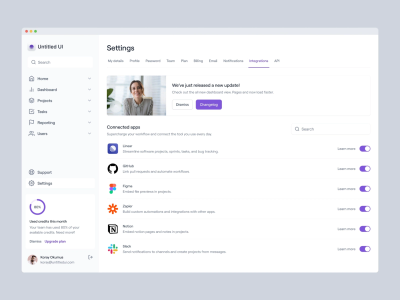 Untitled UI
Search
Home
Dashboard
Projects
Tasks
Reporting
Users
Support
Settings
80%
Need credits this month
Your team has used 80% of your
available credits. Need more?
Dismiss Upgrade plan
Settings
My details Profile Password Team Plan Billing Email Notifications Integrations API
We've just released a new update!
Check out the all new dashboard view. Pages and now load faster.
Dismiss Changelog
Connected apps
Supercharge your workflow and connect the tool you use every day.
Search
Linear
Streamline software projects, sprints, tasks, and bug tracking.
Learn more
GitHub
Link pull requests and automate workflows.
Learn more
Figma
Embed file previews in projects.
Learn more
Zapier
Build custom automations and integrations with other apps.
Learn more
Notion
Embed notion pages and notes in projects.
Learn more
Slack
Send notifications to channels and create projects from messages.
Learn more